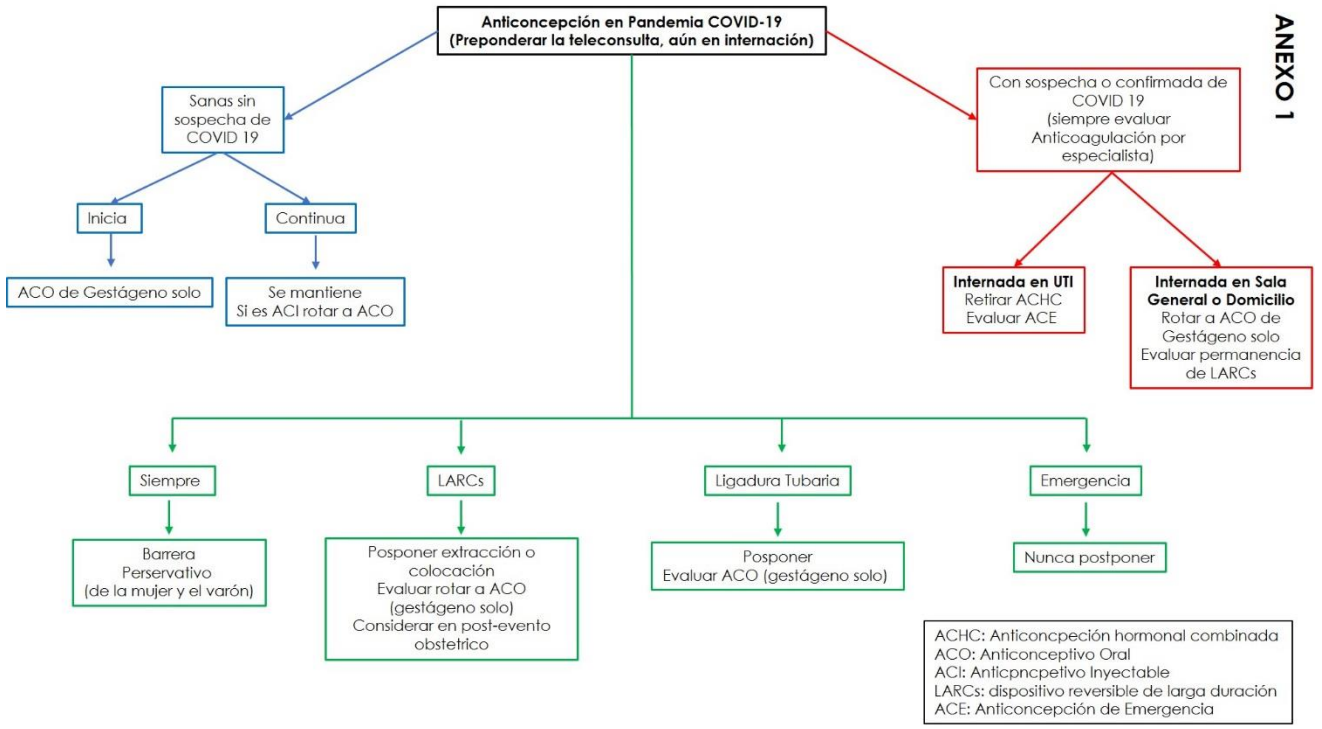 Anticoncepción en Pandemia COVID-19
(Preponderar la teleconsulta, aún en internación)
ANEXO 1
Sanas sin
sospecha de
COVID 19
Con sospecha o confirmada de
COVID 19
(siempre evaluar
Anticoagulación por
especialista)
Inicia
Continua
ACO de Gestágeno solo
Se mantiene
Si es ACI rotar a ACO
Internada en UTI
Retirar ACHC
Evaluar ACE
Internada en Sala
General o Domicilio
Rotar a ACO de
Gestágeno solo
Evaluar permanencia
de LARCs
Siempre
LARCs
Ligadura Tubaria
Emergencia
Barrera
Perservativo
(de la mujer y el varón)
Posponer extracción o
colocación
Evaluar rotar a ACO
(gestágeno solo)
Considerar en post-evento
obstetrico
Posponer
Evaluar ACO (gestágeno solo)
Nunca postponer
ACHC: Anticoncpeción hormonal combinada
ACO: Anticonceptivo Oral
ACI: Anticpncpetivo Inyectable
LARCs: dispositivo reversible de larga duración
ACE: Anticoncepción de Emergencia